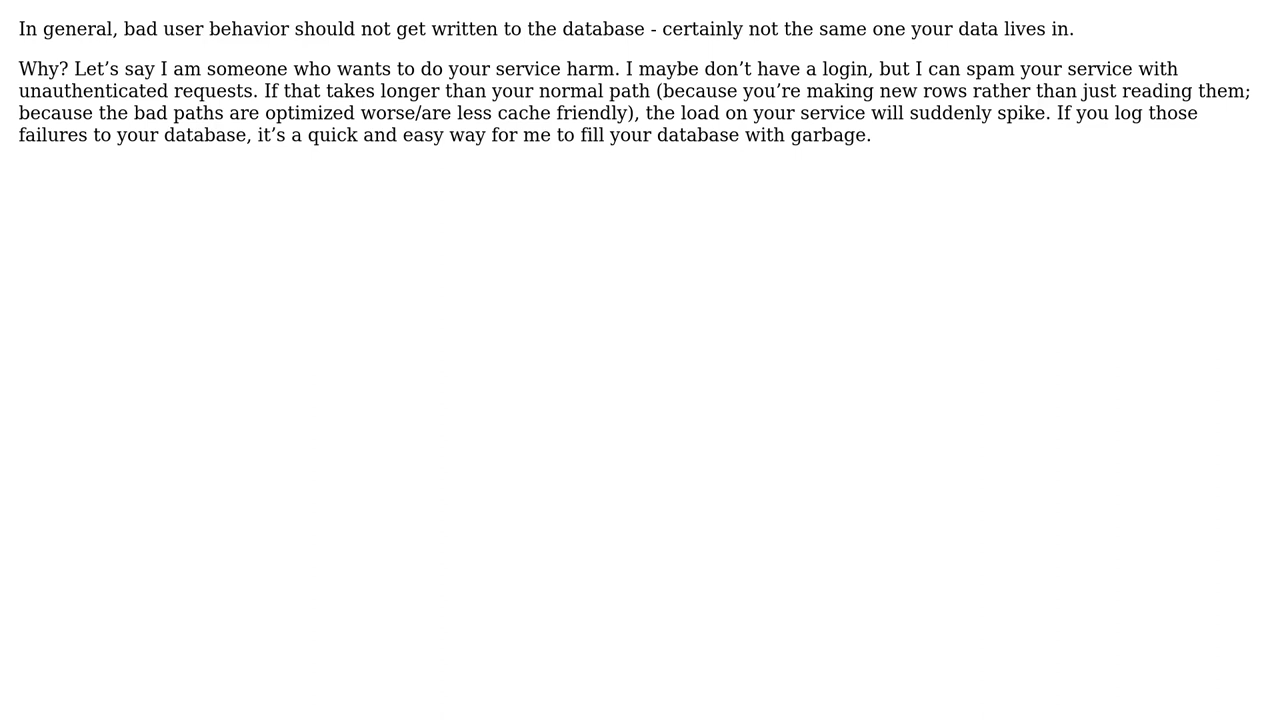 In general, bad user behavior should not get written to the database - certainly not the same one your data lives in.
Why? Let’s say I am someone who wants to do your service harm. I maybe don’t have a login, but I can spam your service with
unauthenticated requests. If that takes longer than your normal path (because you’re making new rows rather than just reading them;
because the bad paths are optimized worse/are less cache friendly), the load on your service will suddenly spike. If you log those
failures to your database, it’s a quick and easy way for me to fill your database with garbage.